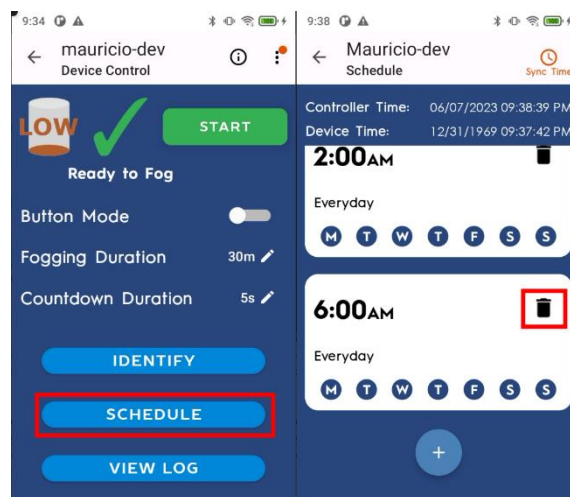 9:34
mauricio-dev
Device Control
LOW
START
Ready to Fog
Button Mode
Fogging Duration 30m
Countdown Duration 5s
IDENTIFY
SCHEDULE
VIEW LOG
9:38
Mauricio-dev
Schedule
Sync Time
Controller Time: 06/07/2023 09:38:39 PM
Device Time: 12/31/1969 09:37:42 PM
2:00AM
Everyday
M T W T F S S
6:00AM
Everyday
M T W T F S S
+